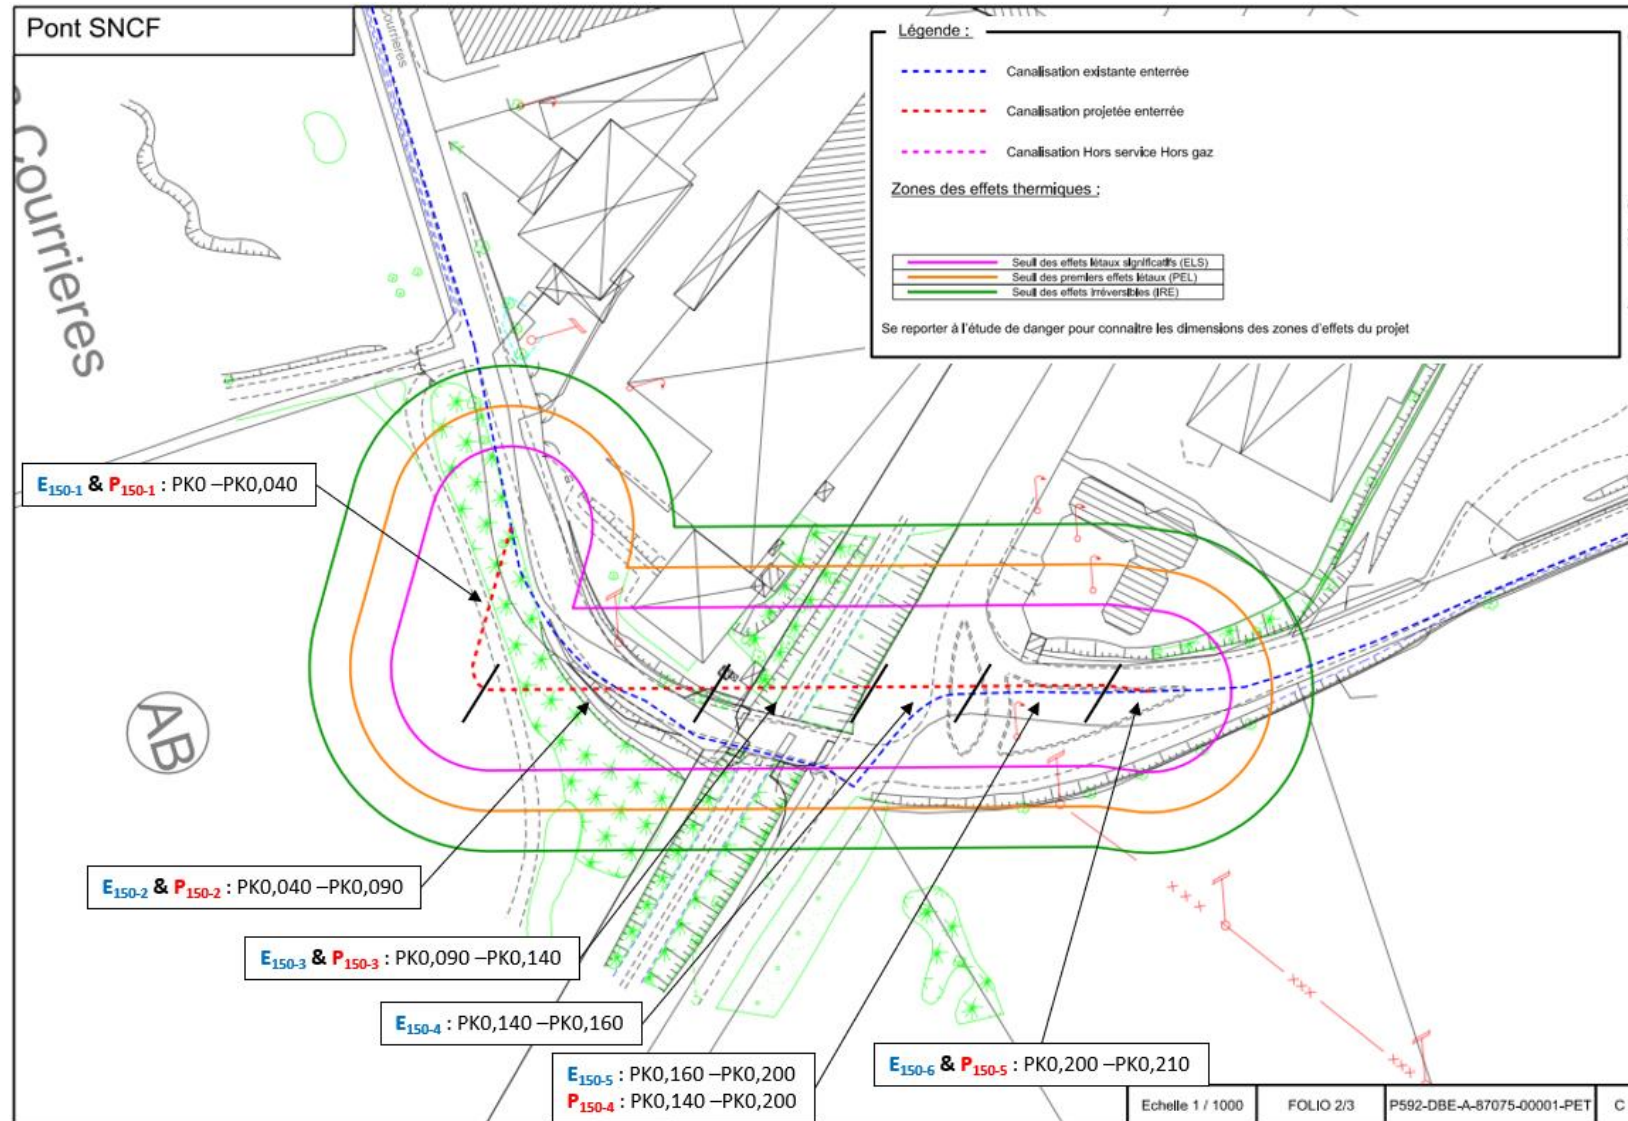 Pont SNCF
Courrieres
Courrieres
Légende :
Canalisation existante enterrée
Canalisation projetée enterrée
Canalisation Hors service Hors gaz
Zones des effets thermiques :
Seuil des effets létaux significatifs (ELS)
Seuil des premiers effets létaux (PEL)
Seuil des effets irréversibles (IRE)
Se reporter à l'étude de danger pour connaitre les dimensions des zones d'effets du projet
E150-1 & P150-1 : PK0 –PK0,040
AB
E150-2 & P150-2 : PK0,040 –PK0,090
E150-3 & P150-3 : PK0,090 –PK0,140
E150-4 : PK0,140 –PK0,160
E150-5 : PK0,160 –PK0,200
P150-4 : PK0,140 –PK0,200
E150-6 & P150-5 : PK0,200 –PK0,210
Echelle 1 / 1000
FOLIO 2/3
P592-DBE-A-87075-00001-PET
C